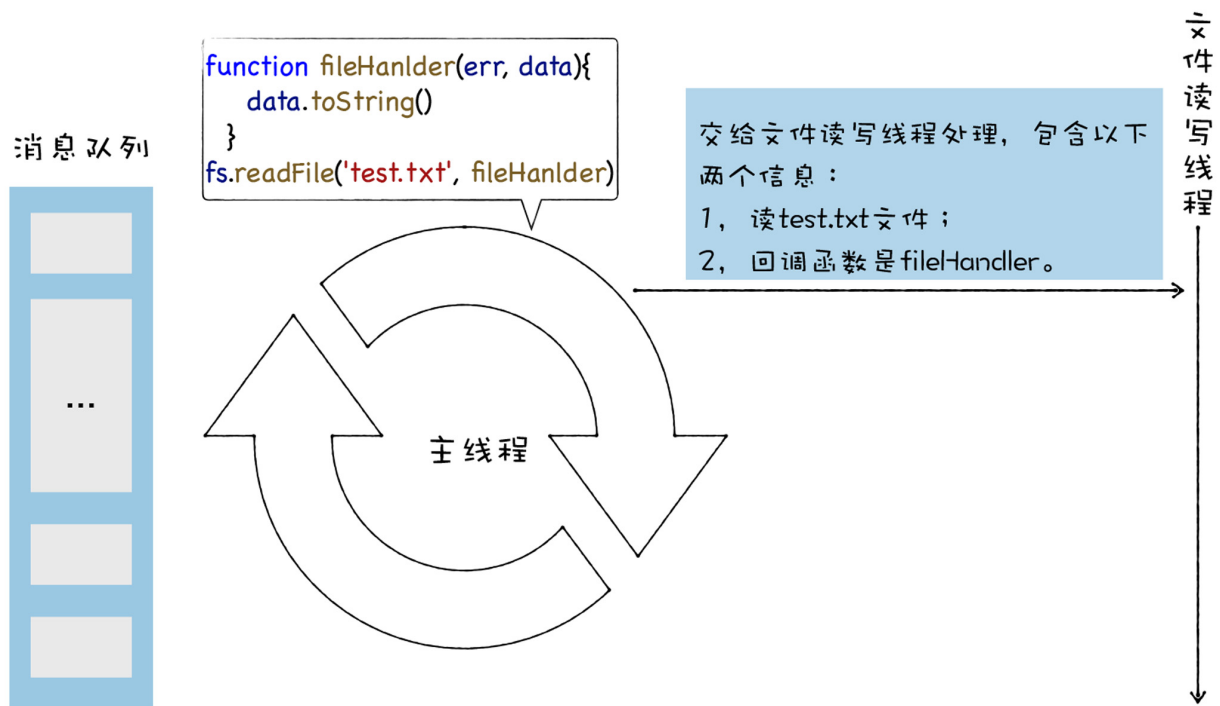 消息队列
...
function fileHanlder(err, data){
data.toString()
}
fs.readFile('test.txt', fileHanlder)
主线程
交给文件读写线程处理，包含以下
两个信息：
1，读test.txt文件；
2，回调函数是fileHandler。
文件读写线程